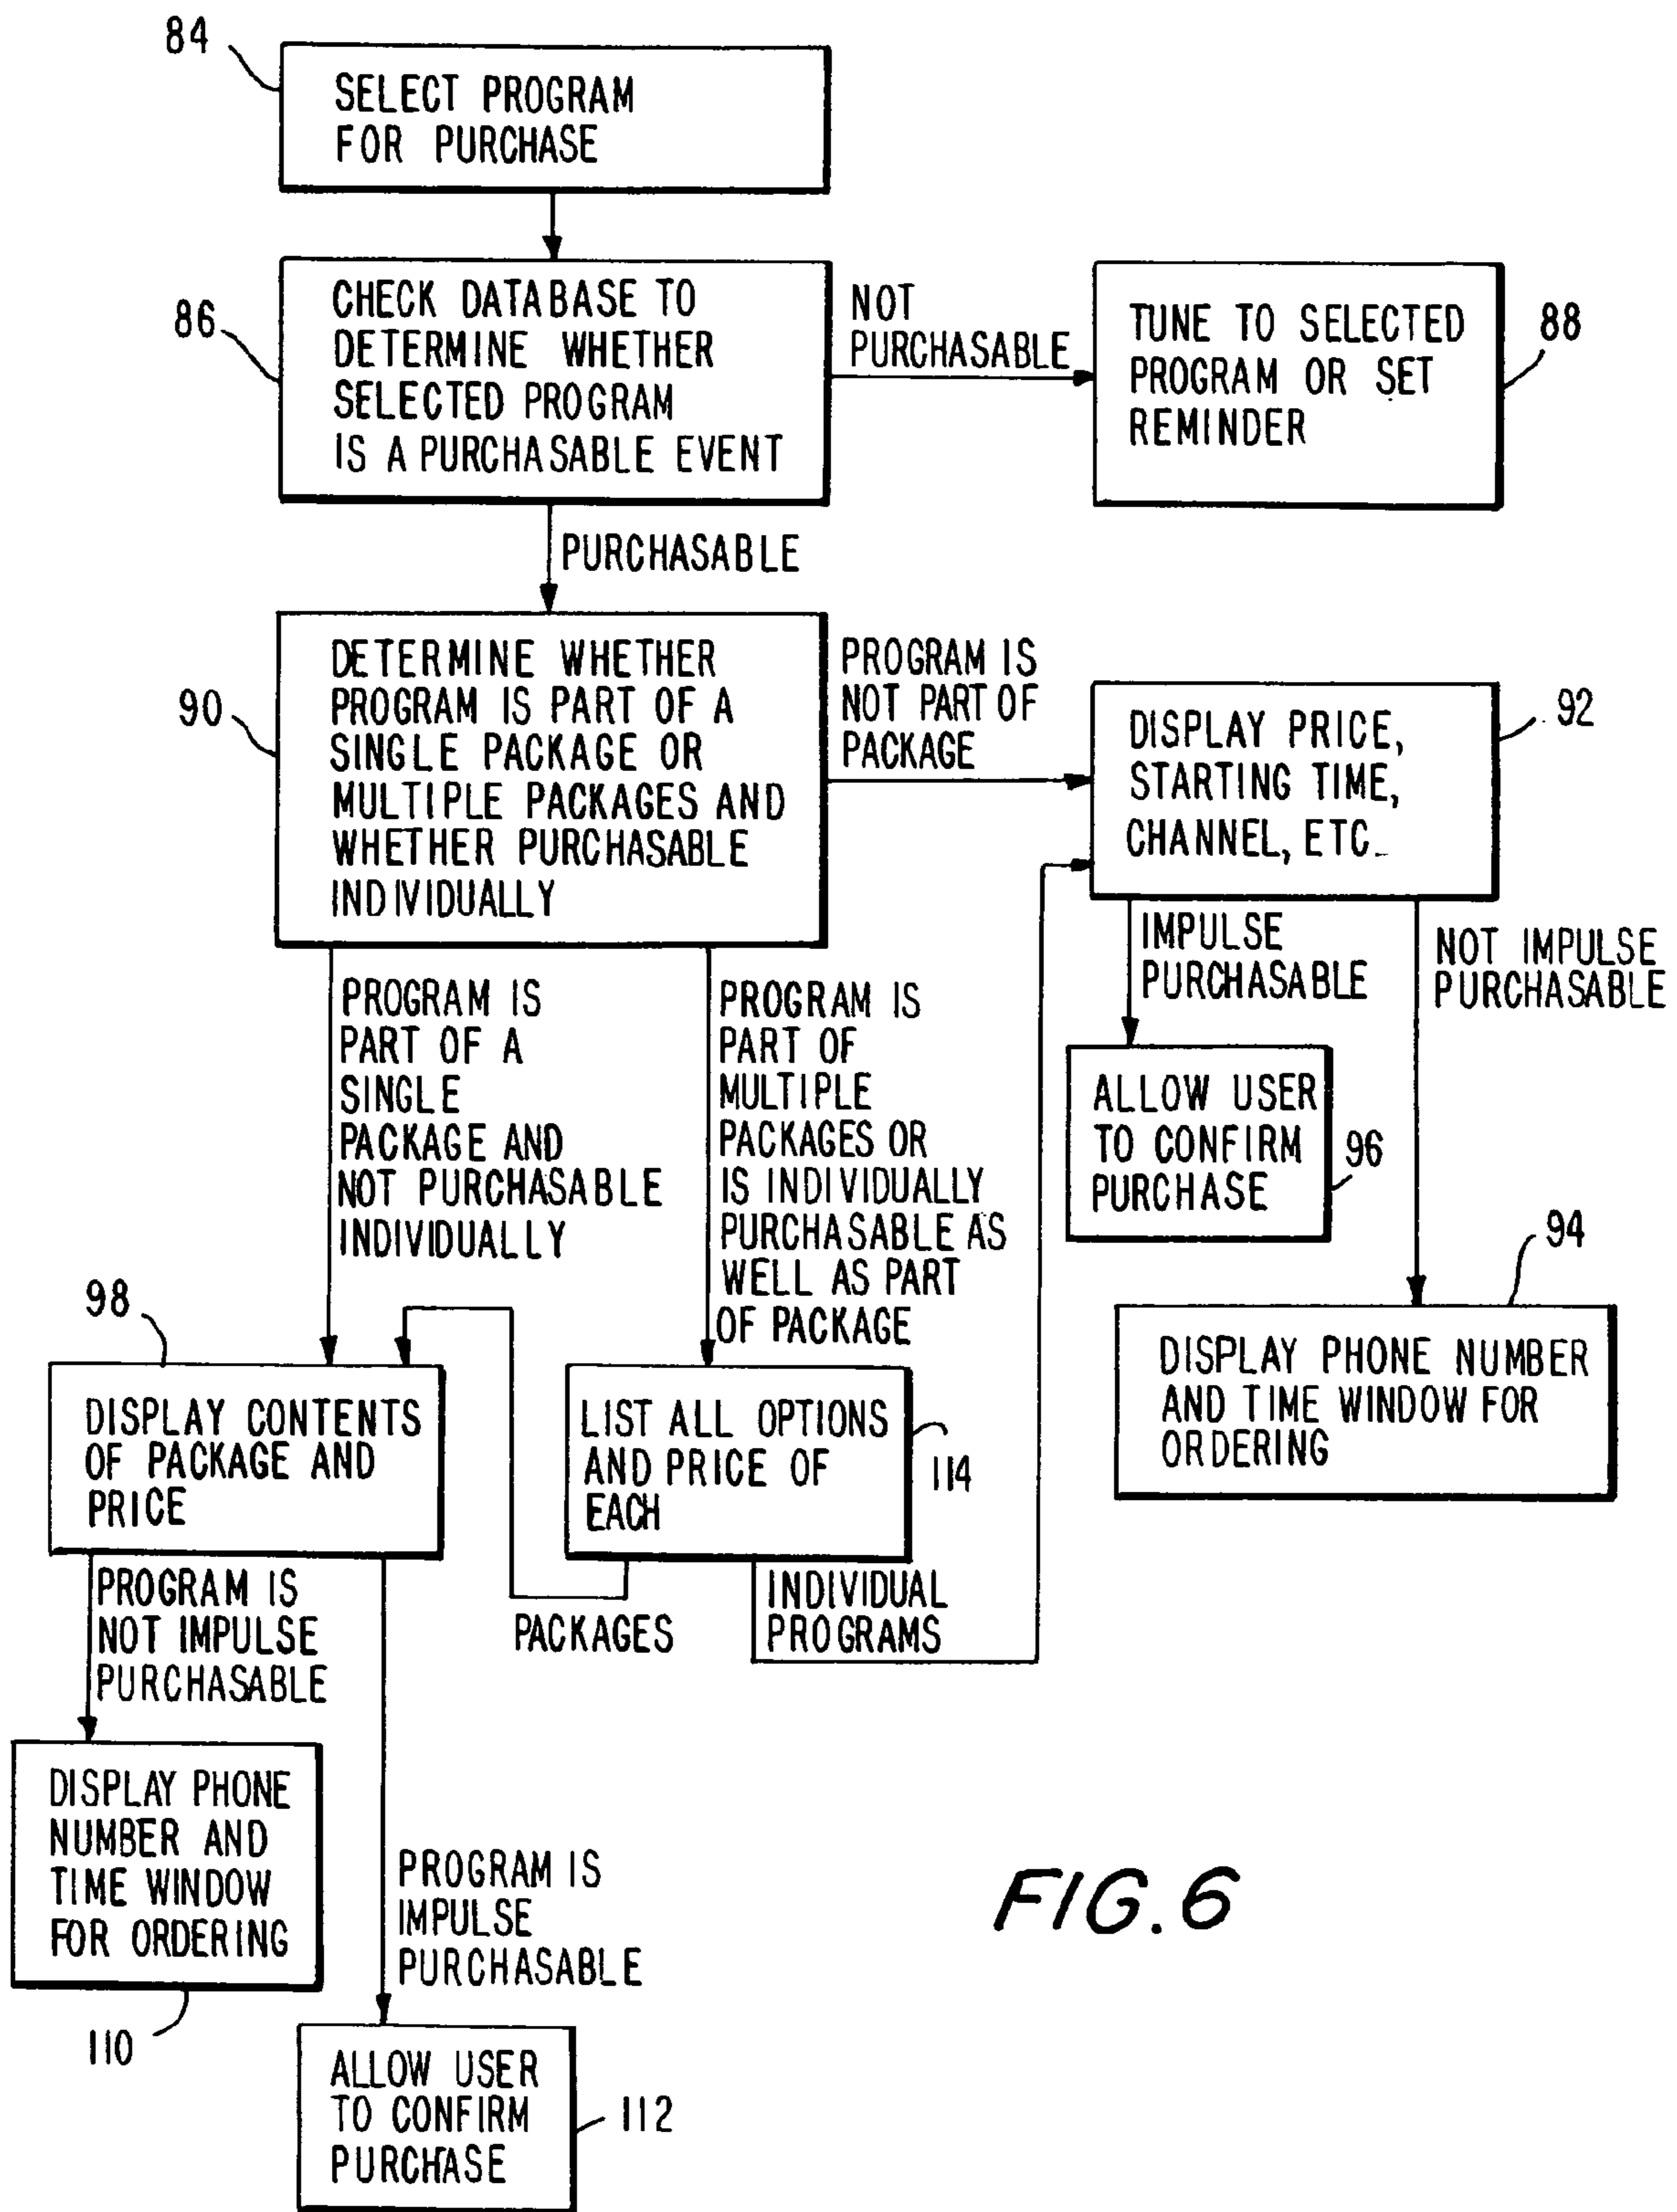 84
SELECT PROGRAM
FOR PURCHASE
86
CHECK DATABASE TO
DETERMINE WHETHER
SELECTED PROGRAM
IS A PURCHASABLE EVENT
NOT
PURCHASABLE
TUNE TO SELECTED
PROGRAM OR SET
REMINDER
88
PURCHASABLE
90
DETERMINE WHETHER
PROGRAM IS PART OF A
SINGLE PACKAGE OR
MULTIPLE PACKAGES AND
WHETHER PURCHASABLE
INDIVIDUALLY
PROGRAM IS
NOT PART OF
PACKAGE
DISPLAY PRICE,
STARTING TIME,
CHANNEL, ETC.
92
IMPULSE
PURCHASABLE
NOT IMPULSE
PURCHASABLE
ALLOW USER
TO CONFIRM
PURCHASE
96
94
DISPLAY PHONE NUMBER
AND TIME WINDOW FOR
ORDERING
PROGRAM IS
PART OF A
SINGLE
PACKAGE AND
NOT PURCHASABLE
INDIVIDUALLY
PROGRAM IS
PART OF
MULTIPLE
PACKAGES OR
IS INDIVIDUALLY
PURCHASABLE AS
WELL AS PART
OF PACKAGE
98
DISPLAY CONTENTS
OF PACKAGE AND
PRICE
LIST ALL OPTIONS
AND PRICE OF
EACH
114
PACKAGES
INDIVIDUAL
PROGRAMS
PROGRAM IS
NOT IMPULSE
PURCHASABLE
DISPLAY PHONE
NUMBER AND
TIME WINDOW
FOR ORDERING
110
PROGRAM IS
IMPULSE
PURCHASABLE
ALLOW USER
TO CONFIRM
PURCHASE
112
FIG. 6